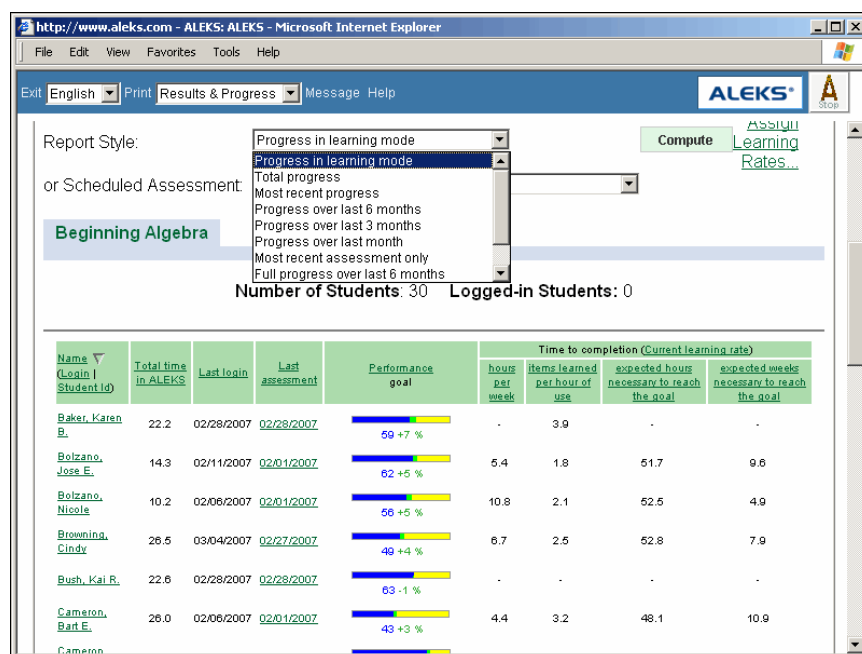 http://www.aleks.com - ALEKS: ALEKS - Microsoft Internet Explorer
File Edit View Favorites Tools Help
Exit English Print Results & Progress Message Help ALEKS Stop
Report Style: Progress in learning mode Compute Assign Learning Rates...
Progress in learning mode
Total progress
or Scheduled Assessment:
Most recent progress
Progress over last 6 months
Progress over last 3 months
Beginning Algebra
Progress over last month
Most recent assessment only
Full progress over last 6 months
Number of Students: 30 Logged-in Students: 0
Time to completion (Current learning rate)
Name (Login | Student Id) Total time in ALEKS Last login Last assessment Performance goal hours per week items learned per hour of use expected hours necessary to reach the goal expected weeks necessary to reach the goal
Baker, Karen B. 22.2 02/28/2007 02/28/2007 59 +7 % - 3.9 - -
Bolzano, Jose E. 14.3 02/11/2007 02/01/2007 62 +5 % 5.4 1.8 51.7 9.6
Bolzano, Nicole 10.2 02/06/2007 02/01/2007 56 +5 % 10.8 2.1 52.5 4.9
Browning, Cindy 26.5 03/04/2007 02/27/2007 49 +4 % 6.7 2.5 52.8 7.9
Bush, Kai R. 22.6 02/28/2007 02/28/2007 63 -1 % - - - -
Cameron, Bart E. 26.0 02/06/2007 02/01/2007 43 +3 % 4.4 3.2 48.1 10.9
Cameron